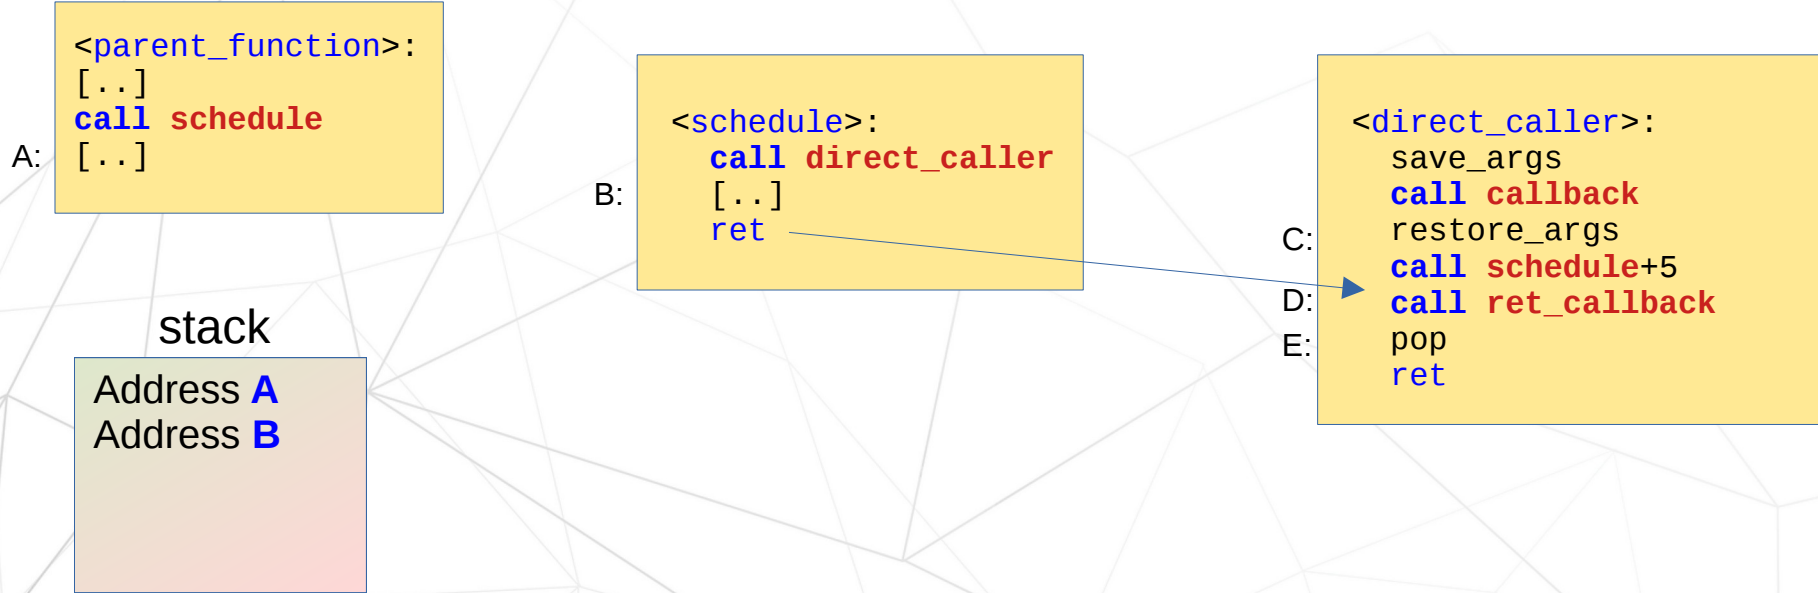 <parent_function>:
[..]
call schedule
A:
[..]
<schedule>:
call direct_caller
B:
[..]
ret
<direct_caller>:
save_args
call callback
C:
restore_args
call schedule+5
D:
call ret_callback
E:
pop
ret
stack
Address A
Address B